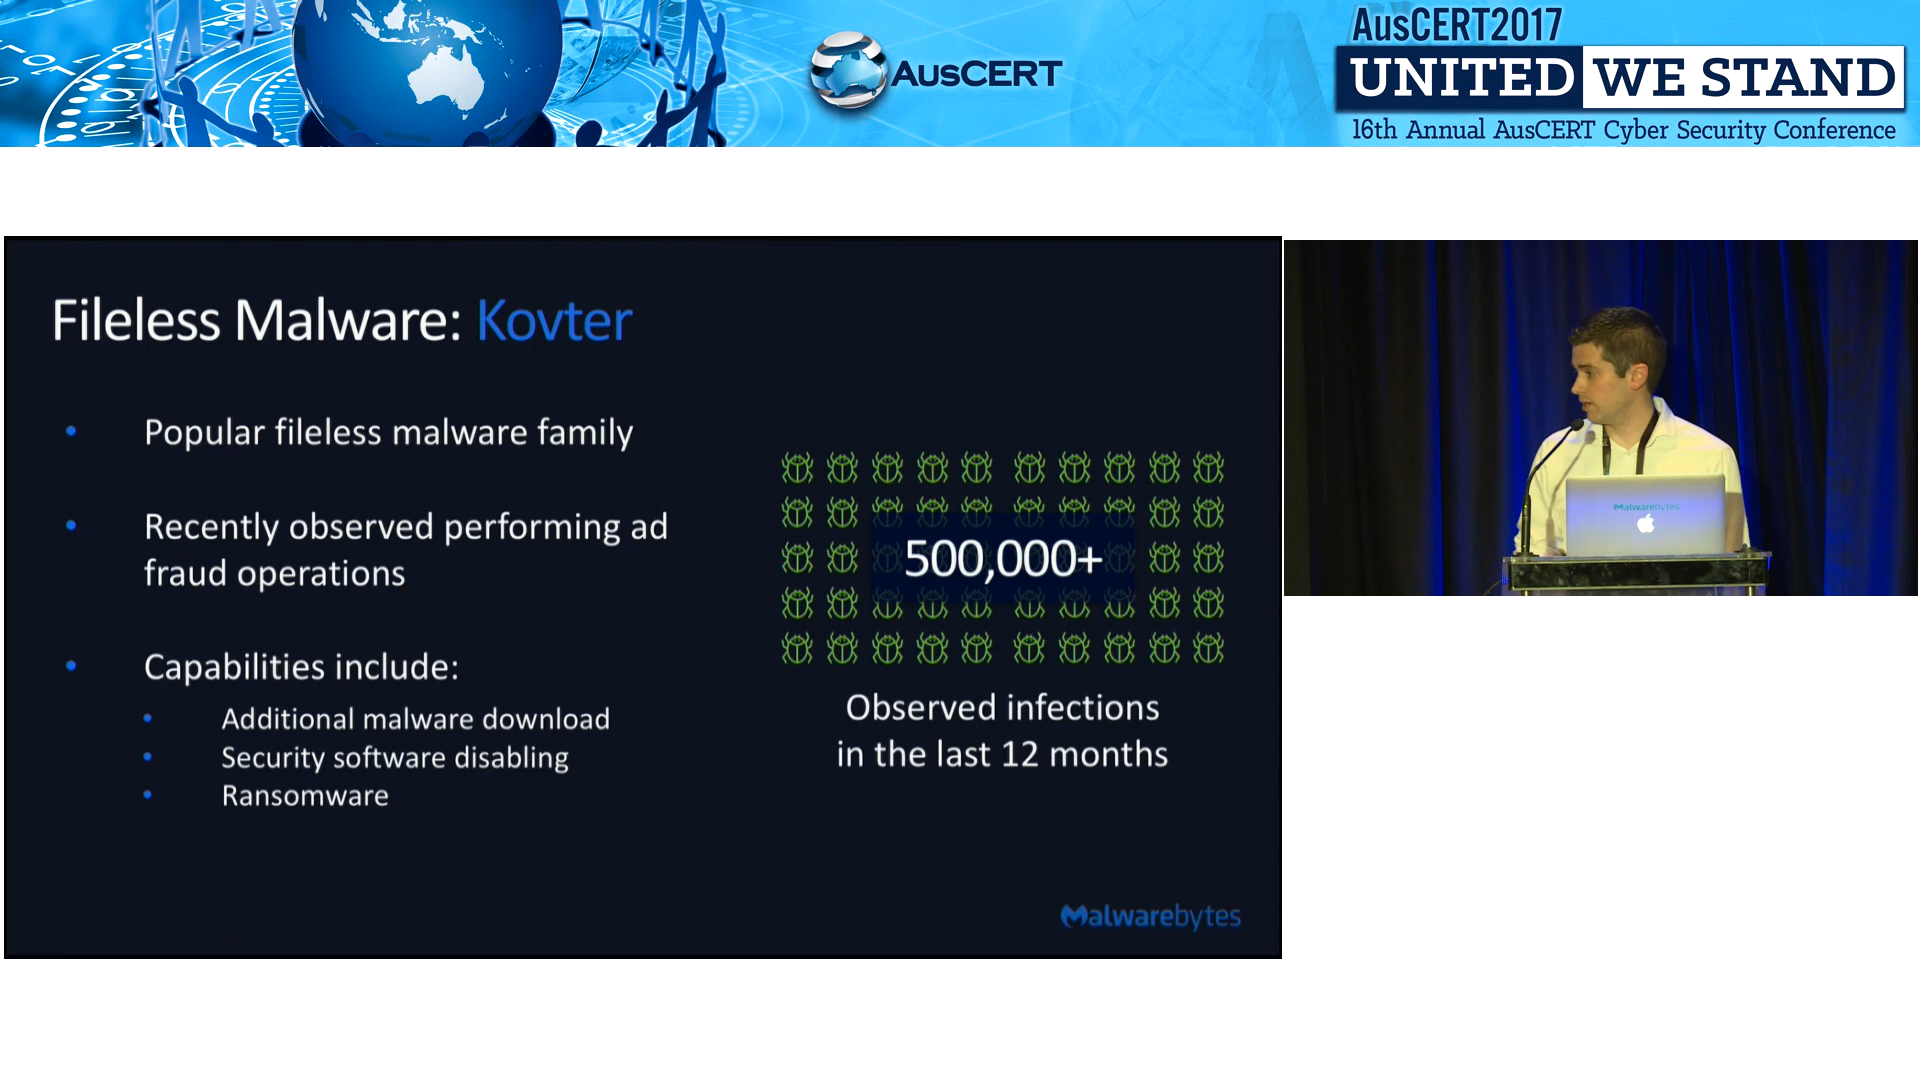 AusCERT
AusCERT2017
UNITED WE STAND
16th Annual AusCERT Cyber Security Conference
Fileless Malware: Kovter
• Popular fileless malware family
• Recently observed performing ad
fraud operations
• Capabilities include:
• Additional malware download
• Security software disabling
• Ransomware
500,000+
Observed infections
in the last 12 months
Malwarebytes
Malwarebytes